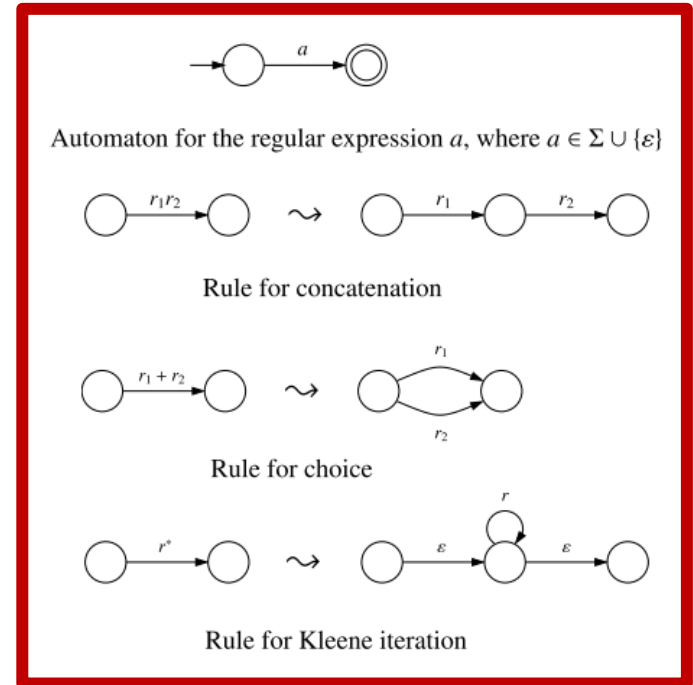 a
Automaton for the regular expression a, where a ∈ Σ ∪ {ε}
r₁r₂ r₁ r₂
Rule for concatenation
r₁ + r₂ r₁
r₂
Rule for choice
r
r* ε ε
Rule for Kleene iteration